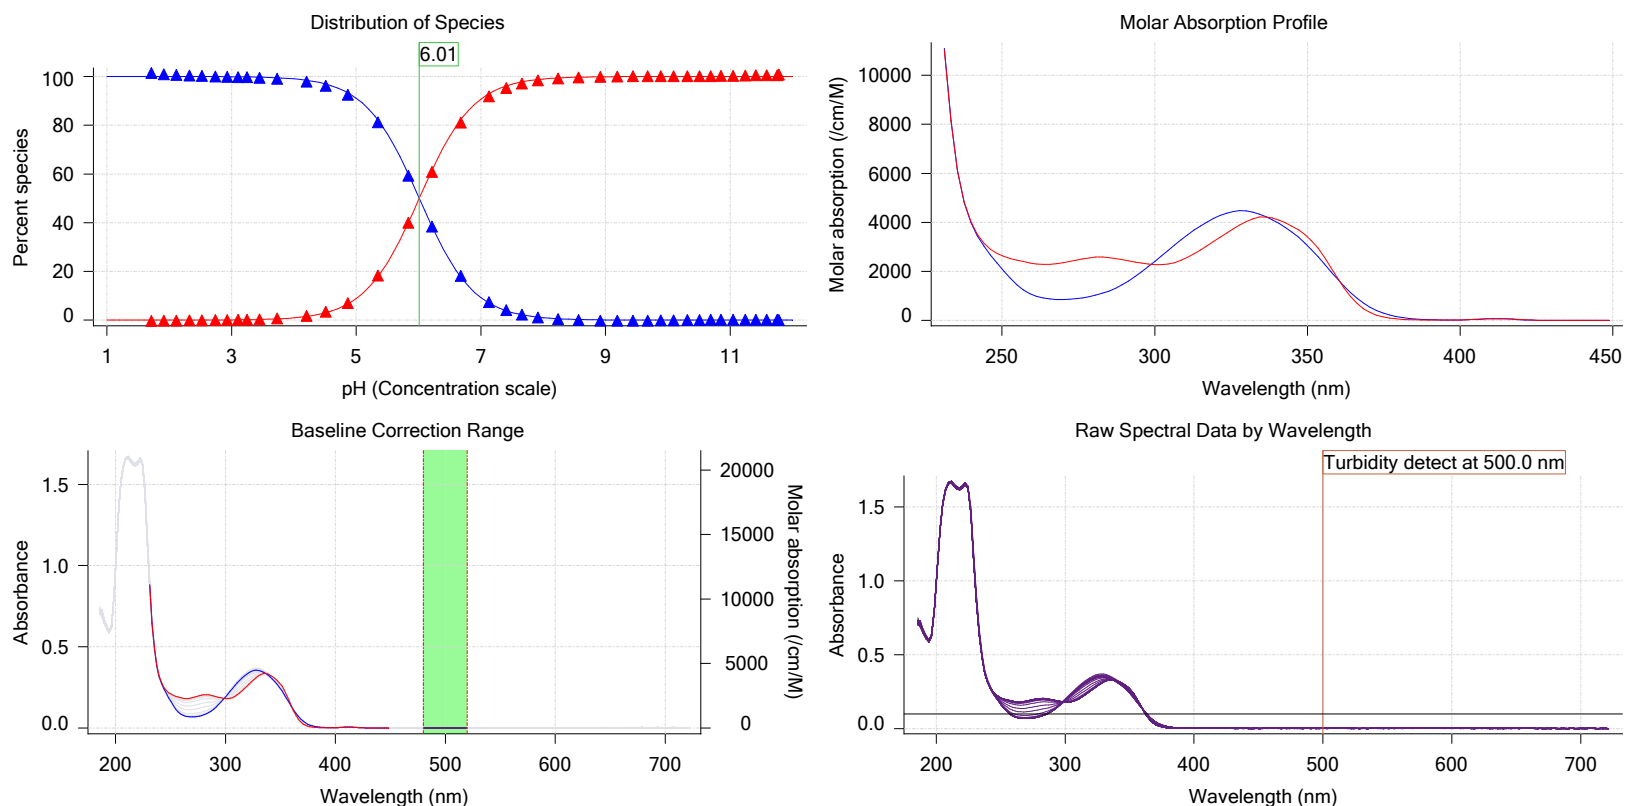 Distribution of Species
6.01
Percent species
100
80
60
40
20
0
1 3 5 7 9 11
pH (Concentration scale)
Molar Absorption Profile
Molar absorption (/cm/M)
10000
8000
6000
4000
2000
0
250 300 350 400 450
Wavelength (nm)
Baseline Correction Range
Absorbance
1.5
1.0
0.5
0.0
20000
15000
10000
5000
0
Molar absorption (/cm/M)
200 300 400 500 600 700
Wavelength (nm)
Raw Spectral Data by Wavelength
Turbidity detect at 500.0 nm
Absorbance
1.5
1.0
0.5
0.0
200 300 400 500 600 700
Wavelength (nm)